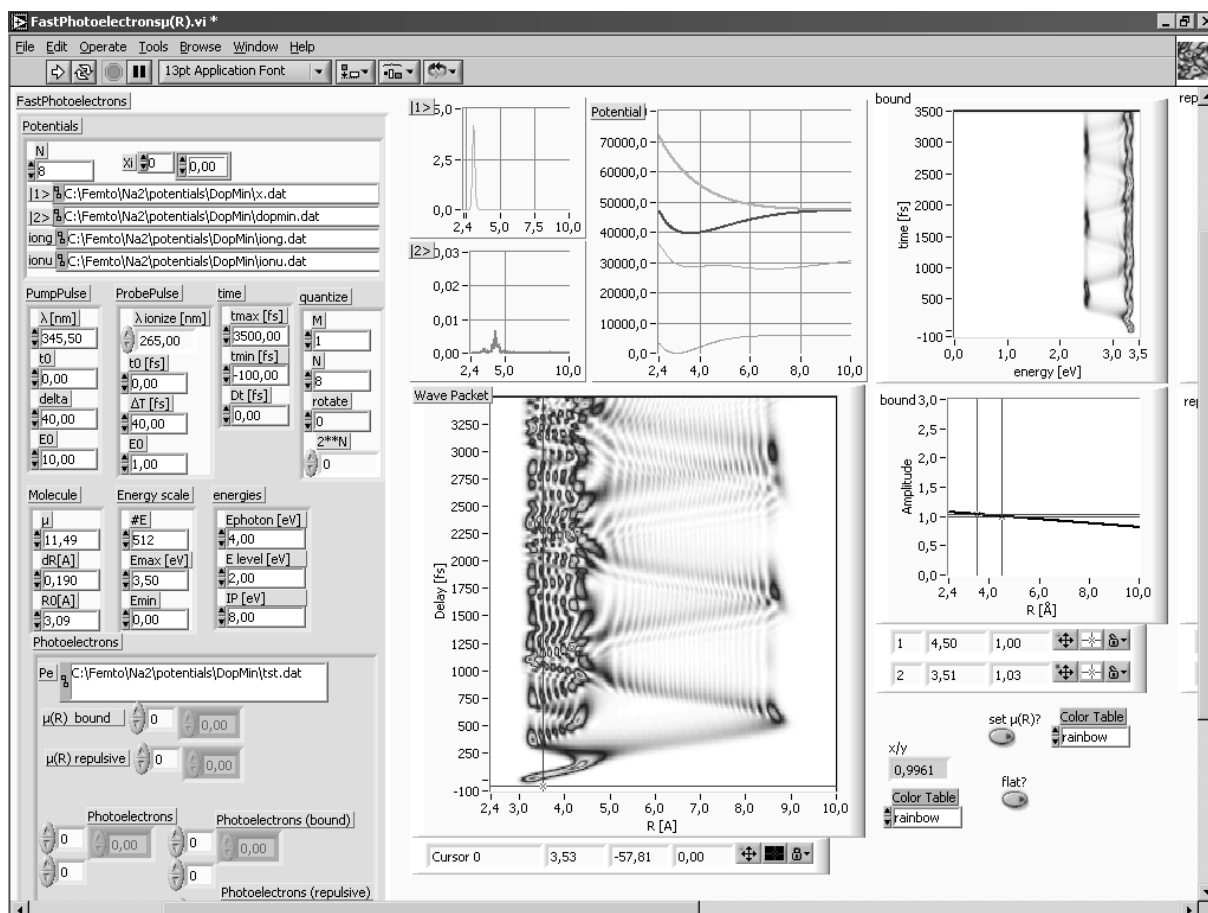 FastPhotoelectronsμ(R).vi *
File Edit Operate Tools Browse Window Help
13pt Application Font
FastPhotoelectrons
Potentials
N
8
Xi 0 0,00
|1> C:\Femto\Na2\potentials\DopMin\x.dat
|2> C:\Femto\Na2\potentials\DopMin\dopmin.dat
iong C:\Femto\Na2\potentials\DopMin\iong.dat
ionu C:\Femto\Na2\potentials\DopMin\ionu.dat
PumpPulse
λ [nm]
345,50
t0
0,00
delta
40,00
E0
10,00
ProbePulse
λ ionize [nm]
265,00
t0 [fs]
0,00
ΔT [fs]
40,00
E0
1,00
time
tmax [fs]
3500,00
tmin [fs]
-100,00
Dt [fs]
0,00
quantize
M
1
N
8
rotate
0
2**N
0
Molecule
μ
11,49
dR[A]
0,190
R0[A]
3,09
Energy scale
#E
512
Emax [eV]
3,50
Emin
0,00
energies
Ephoton [eV]
4,00
E level [eV]
2,00
IP [eV]
8,00
Photoelectrons
Pe C:\Femto\Na2\potentials\DopMin\tst.dat
μ(R) bound 0 0,00
μ(R) repulsive 0 0,00
Photoelectrons
0 0,00
0
Photoelectrons (bound)
0 0,00
0
Photoelectrons (repulsive)
|1>
5,0
2,5
0,0
2,4 5,0 7,5 10,0
|2>
0,03
0,02
0,01
0,00
2,4 5,0 10,0
Potential
70000,0
60000,0
50000,0
40000,0
30000,0
20000,0
10000,0
0,0
2,4 4,0 6,0 8,0 10,0
Wave Packet
Delay [fs]
3250
3000
2750
2500
2250
2000
1750
1500
1250
1000
750
500
250
-100
2,4 3,0 4,0 5,0 6,0 7,0 8,0 9,0 10,0
R [A]
Cursor 0 3,53 -57,81 0,00
bound
time [fs]
3500
3000
2500
2000
1500
1000
500
-100
0,0 1,0 2,0 3,0 3,5
energy [eV]
rep
bound
Amplitude
3,0
2,5
2,0
1,5
1,0
0,5
0,0
2,4 4,0 6,0 8,0 10,0
R [Å]
1 4,50 1,00
2 3,51 1,03
set μ(R)?
Color Table
rainbow
x/y
0,9961
flat?
Color Table
rainbow